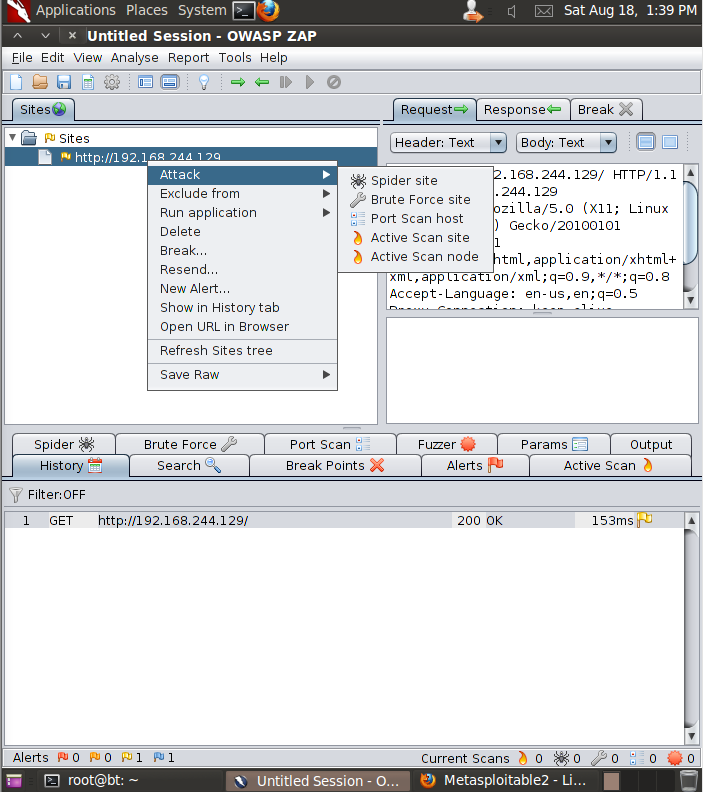 Applications Places System Sat Aug 18, 1:39 PM
Untitled Session - OWASP ZAP
File Edit View Analyse Report Tools Help
Sites
Request Response Break
Sites
http://192.168.244.129
Header: Text Body: Text
Attack
Exclude from
Run application
Delete
Break...
Resend...
New Alert...
Show in History tab
Open URL in Browser
Refresh Sites tree
Save Raw
Spider site
Brute Force site
Port Scan host
Active Scan site
Active Scan node
2.168.244.129/ HTTP/1.1
.244.129
ozilla/5.0 (X11; Linux
) Gecko/20100101
1
html,application/xhtml+
xml,application/xml;q=0.9,*/*;q=0.8
Accept-Language: en-us,en;q=0.5
Spider Brute Force Port Scan Fuzzer Params Output
History Search Break Points Alerts Active Scan
Filter:OFF
1 GET http://192.168.244.129/ 200 OK 153ms
Alerts 0 0 1 1 Current Scans 0 0 0 0 0
root@bt: ~ Untitled Session - O... Metasploitable2 - Li...